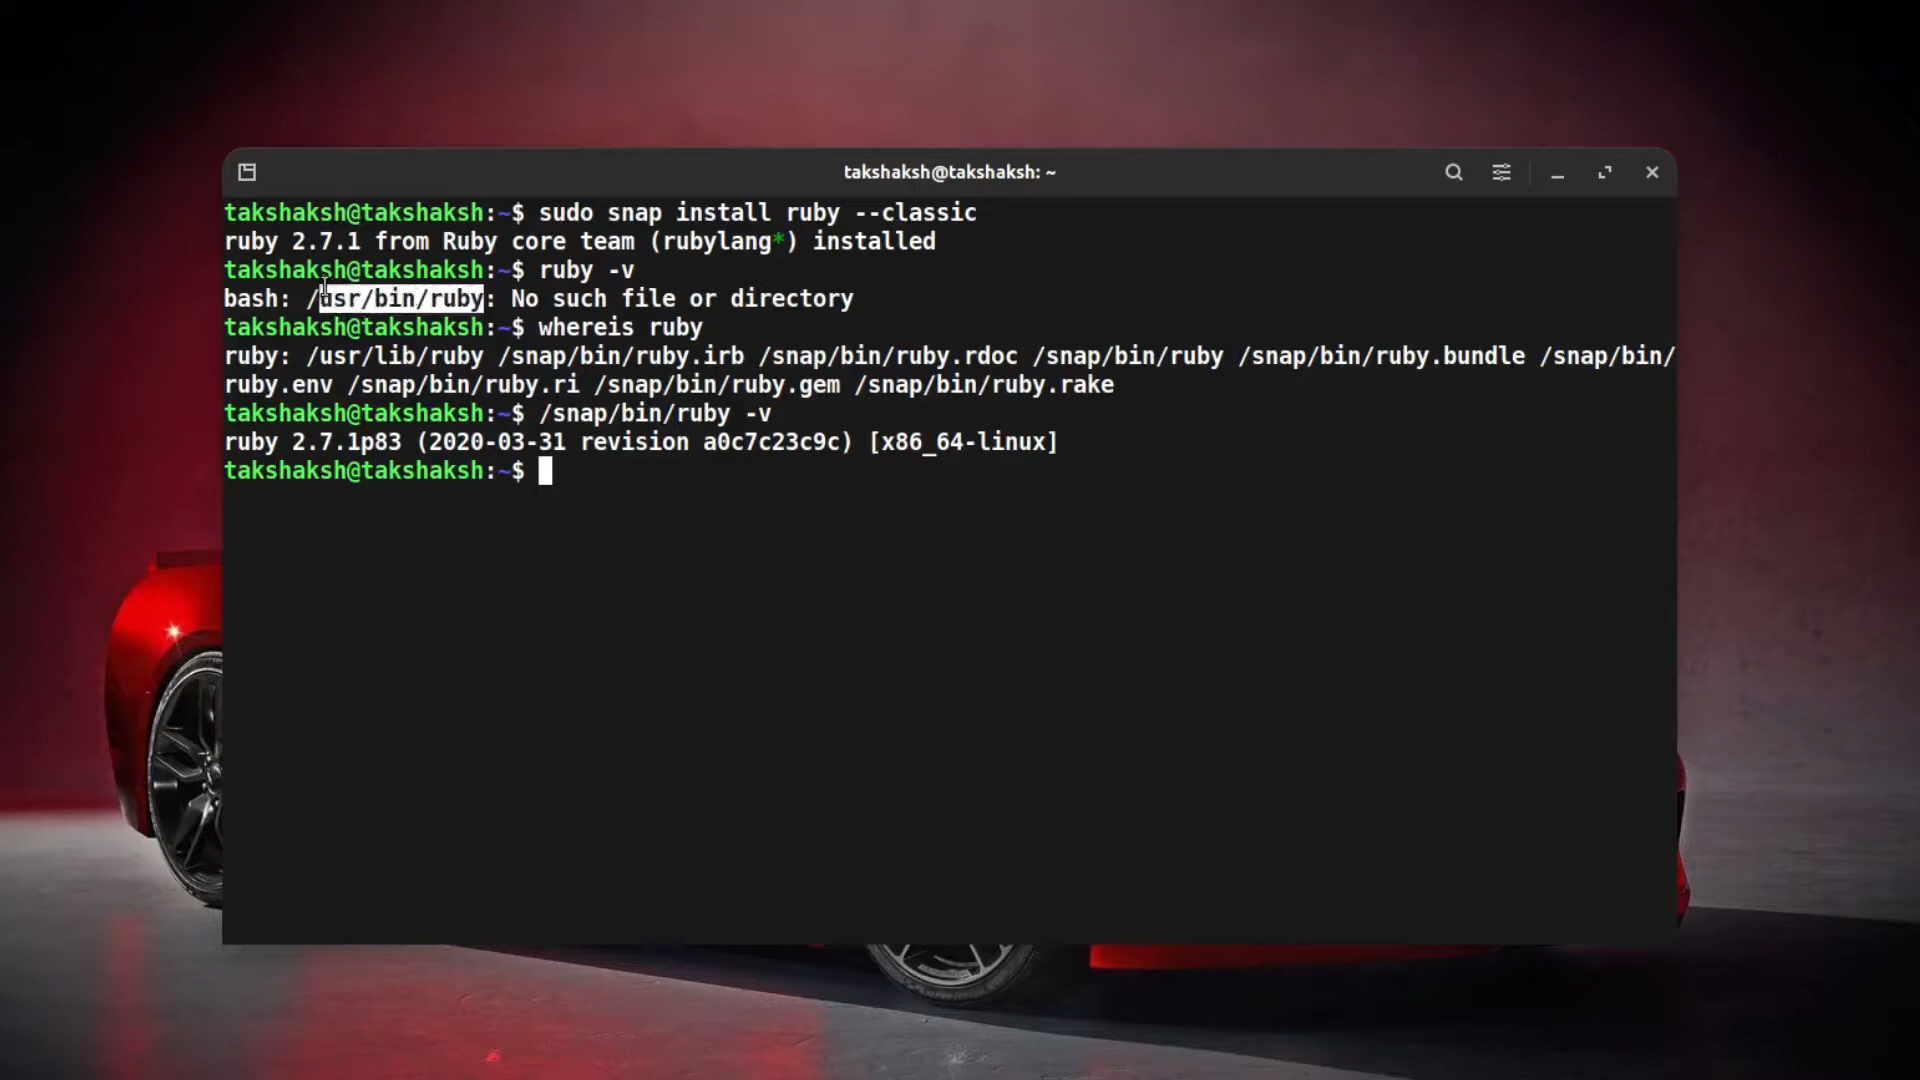 takshaksh@takshaksh: ~
takshaksh@takshaksh:~$ sudo snap install ruby --classic
ruby 2.7.1 from Ruby core team (rubylang*) installed
takshaksh@takshaksh:~$ ruby -v
bash: /usr/bin/ruby: No such file or directory
takshaksh@takshaksh:~$ whereis ruby
ruby: /usr/lib/ruby /snap/bin/ruby.irb /snap/bin/ruby.rdoc /snap/bin/ruby /snap/bin/ruby.bundle /snap/bin/
ruby.env /snap/bin/ruby.ri /snap/bin/ruby.gem /snap/bin/ruby.rake
takshaksh@takshaksh:~$ /snap/bin/ruby -v
ruby 2.7.1p83 (2020-03-31 revision a0c7c23c9c) [x86_64-linux]
takshaksh@takshaksh:~$